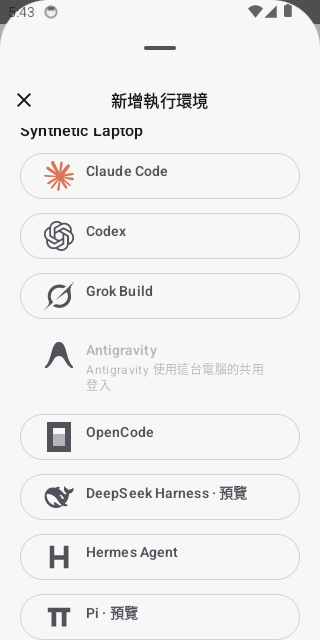 5:43
新增執行環境
Synthetic Laptop
Claude Code
Codex
Grok Build
Antigravity
Antigravity 使用這台電腦的共用
登入
OpenCode
DeepSeek Harness · 預覽
Hermes Agent
Pi · 預覽